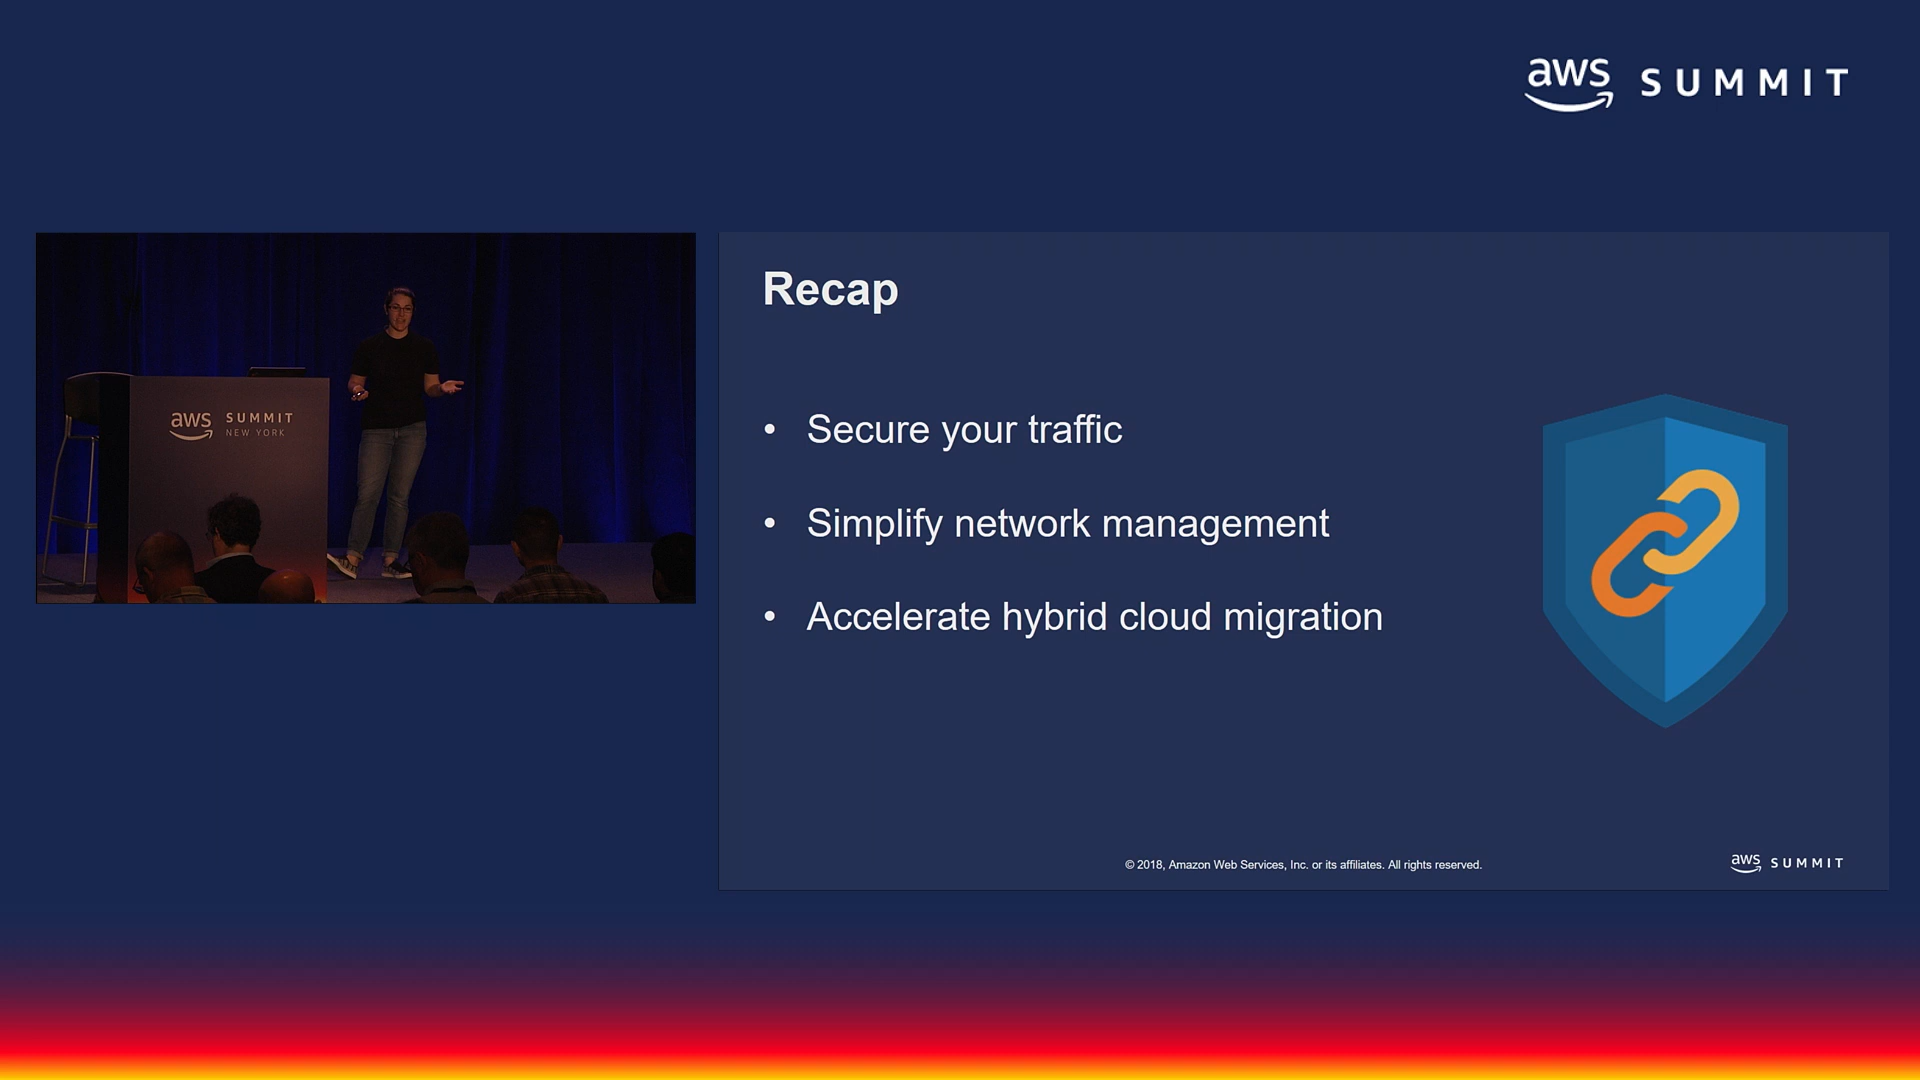 aws SUMMIT
aws SUMMIT
NEW YORK
Recap
• Secure your traffic
• Simplify network management
• Accelerate hybrid cloud migration
© 2018, Amazon Web Services, Inc. or its affiliates. All rights reserved.
aws SUMMIT